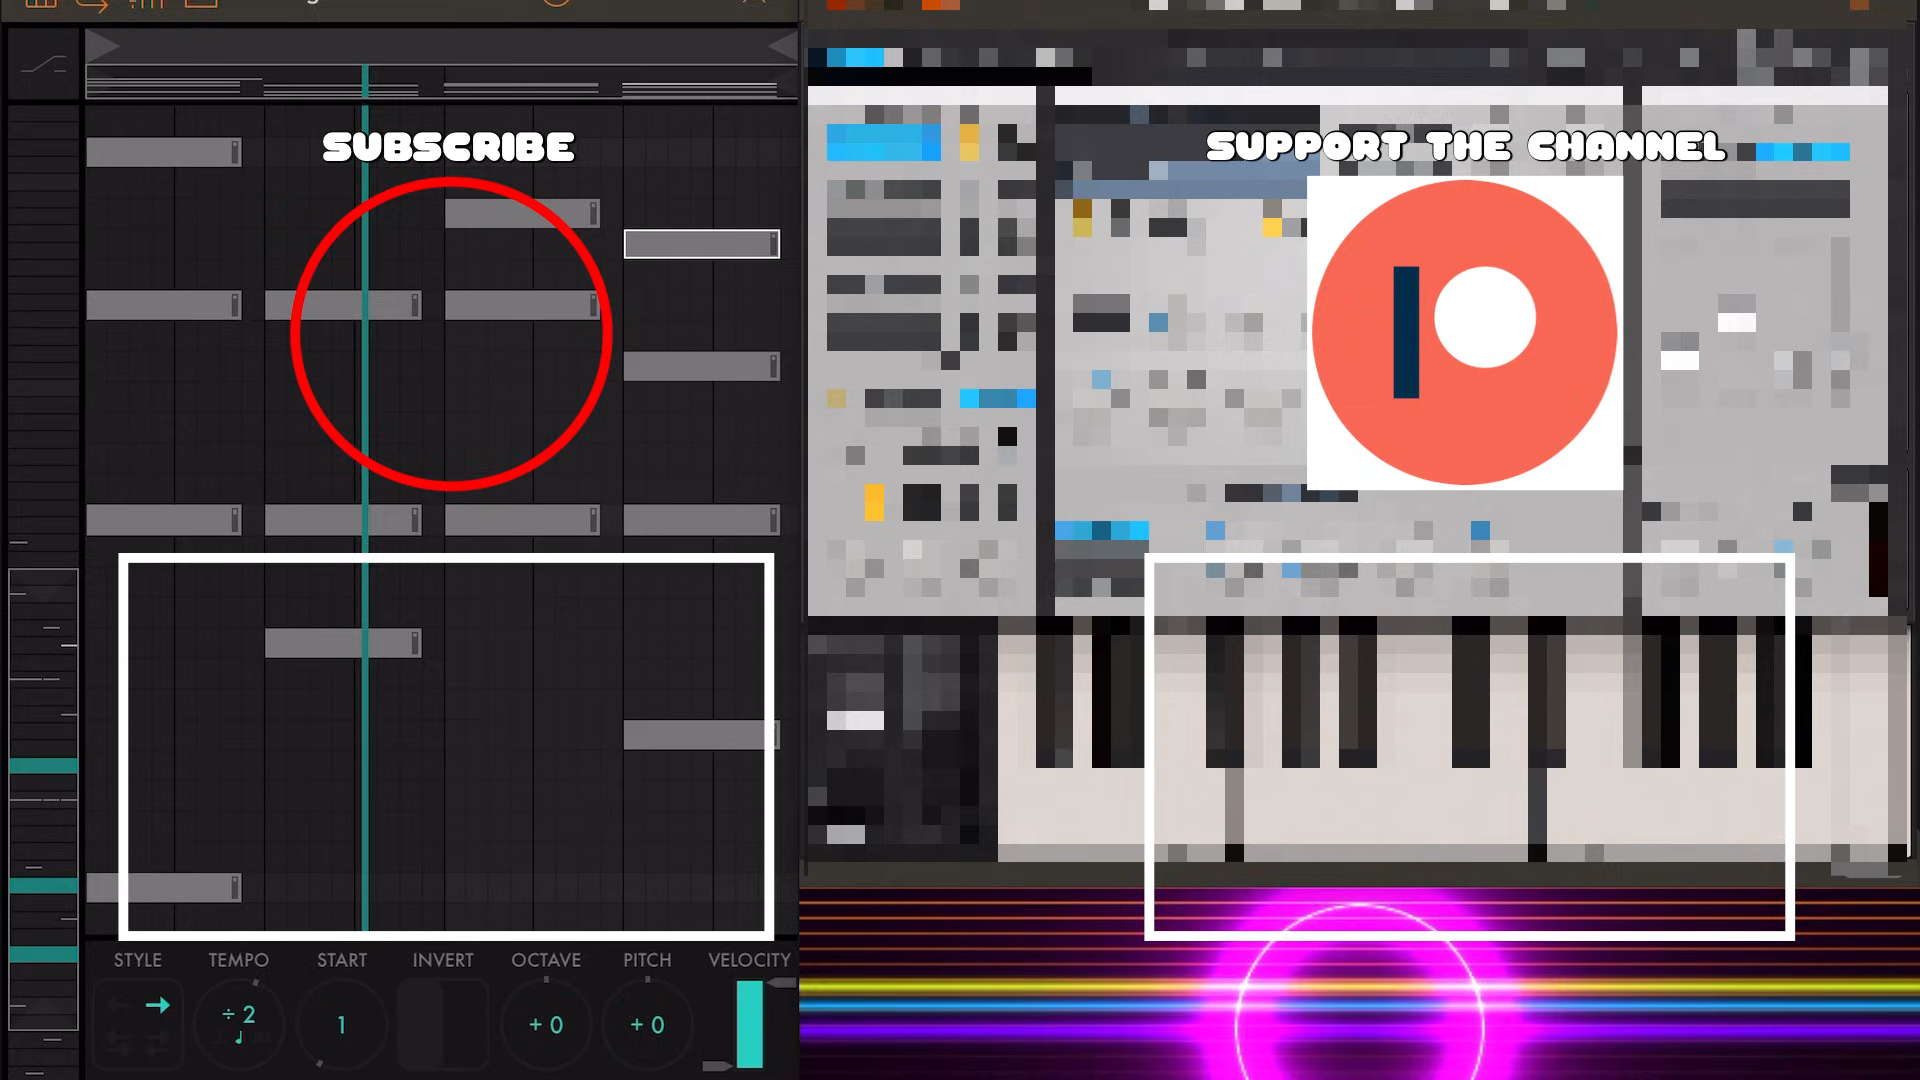 SUBSCRIBE
SUPPORT THE CHANNEL
STYLE TEMPO START INVERT OCTAVE PITCH VELOCITY
÷ 2 1 + 0 + 0